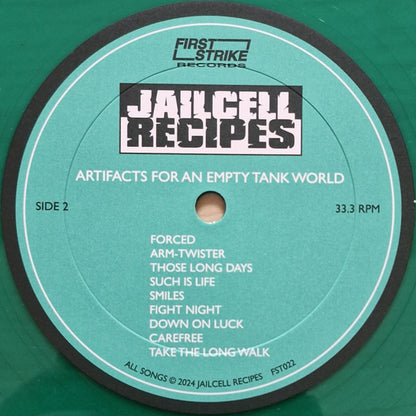 FIRST
STRIKE
RECORDS
JAILCELL
RECIPES
ARTIFACTS FOR AN EMPTY TANK WORLD
SIDE 2
33.3 RPM
FORCED
ARM-TWISTER
THOSE LONG DAYS
SUCH IS LIFE
SMILES
FIGHT NIGHT
DOWN ON LUCK
CAREFREE
TAKE THE LONG WALK
ALL SONGS © 2024 JAILCELL RECIPES FST022